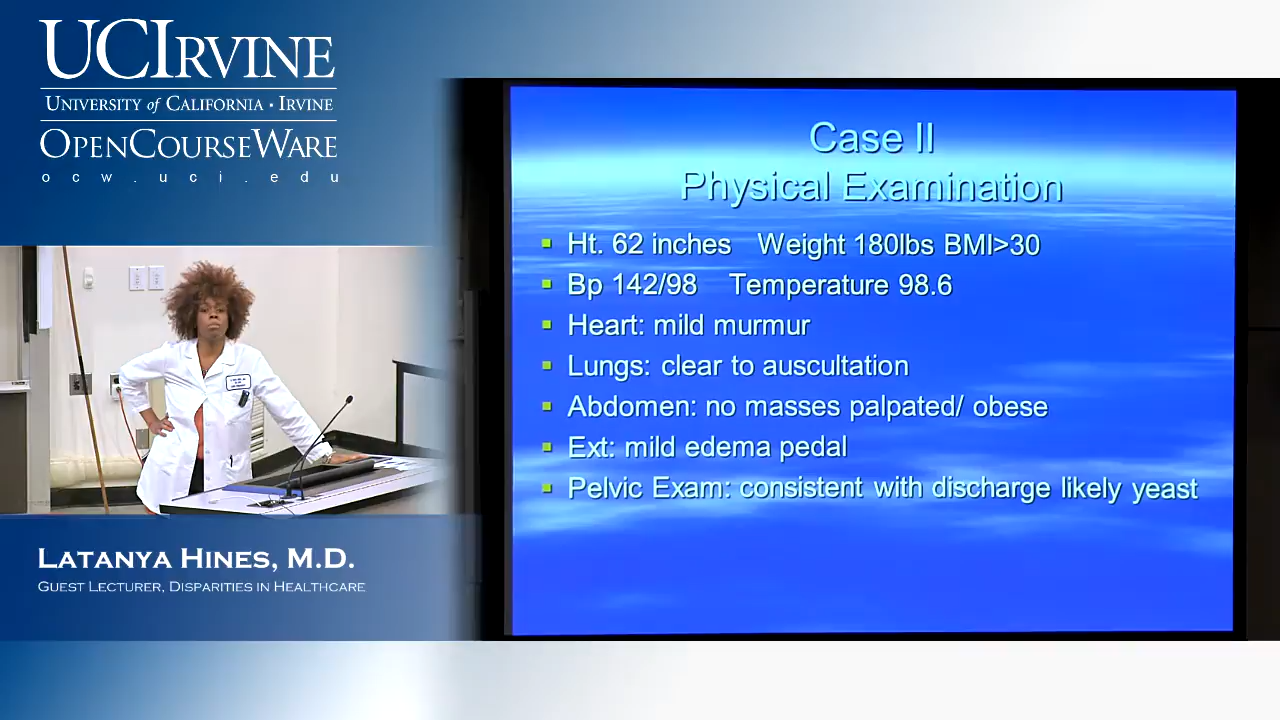 UCIRVINE
UNIVERSITY of CALIFORNIA · IRVINE
OPENCOURSEWARE
ocw.uci.edu
LATANYA HINES, M.D.
GUEST LECTURER, DISPARITIES IN HEALTHCARE
Case II
Physical Examination
Ht. 62 inches Weight 180lbs BMI>30
Bp 142/98 Temperature 98.6
Heart: mild murmur
Lungs: clear to auscultation
Abdomen: no masses palpated/ obese
Ext: mild edema pedal
Pelvic Exam: consistent with discharge likely yeast